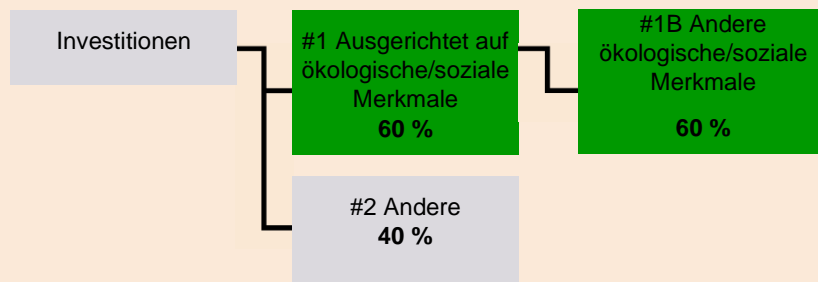 Investitionen
#1 Ausgerichtet auf
ökologische/soziale
Merkmale
60 %
#1B Andere
ökologische/soziale
Merkmale
60 %
#2 Andere
40 %